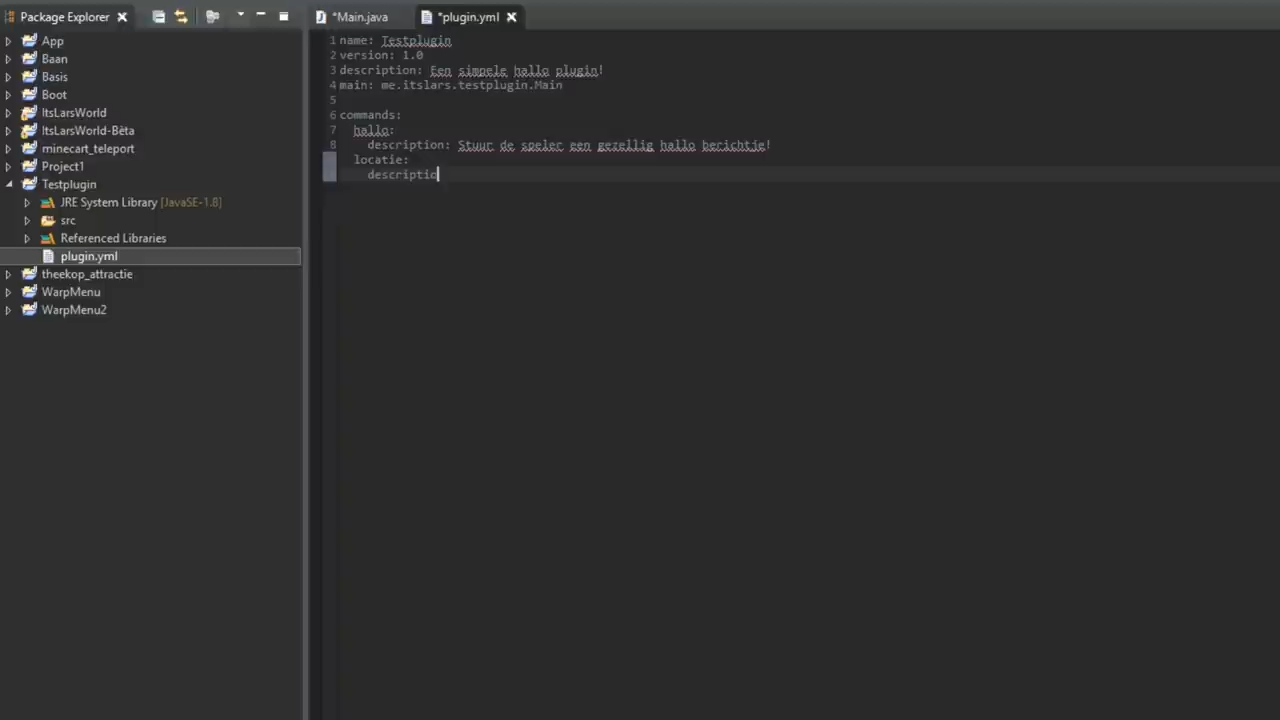 Package Explorer
*Main.java
*plugin.yml
App
Baan
Basis
Boot
ItsLarsWorld
ItsLarsWorld-Bèta
minecart_teleport
Project1
Testplugin
JRE System Library [JavaSE-1.8]
src
Referenced Libraries
plugin.yml
theekop_attractie
WarpMenu
WarpMenu2
1 name: Testplugin
2 version: 1.0
3 description: Een simpele hallo plugin!
4 main: me.itslars.testplugin.Main
5
6 commands:
7 hallo:
8 description: Stuur de speler een gezellig hallo berichtje!
locatie:
descriptio